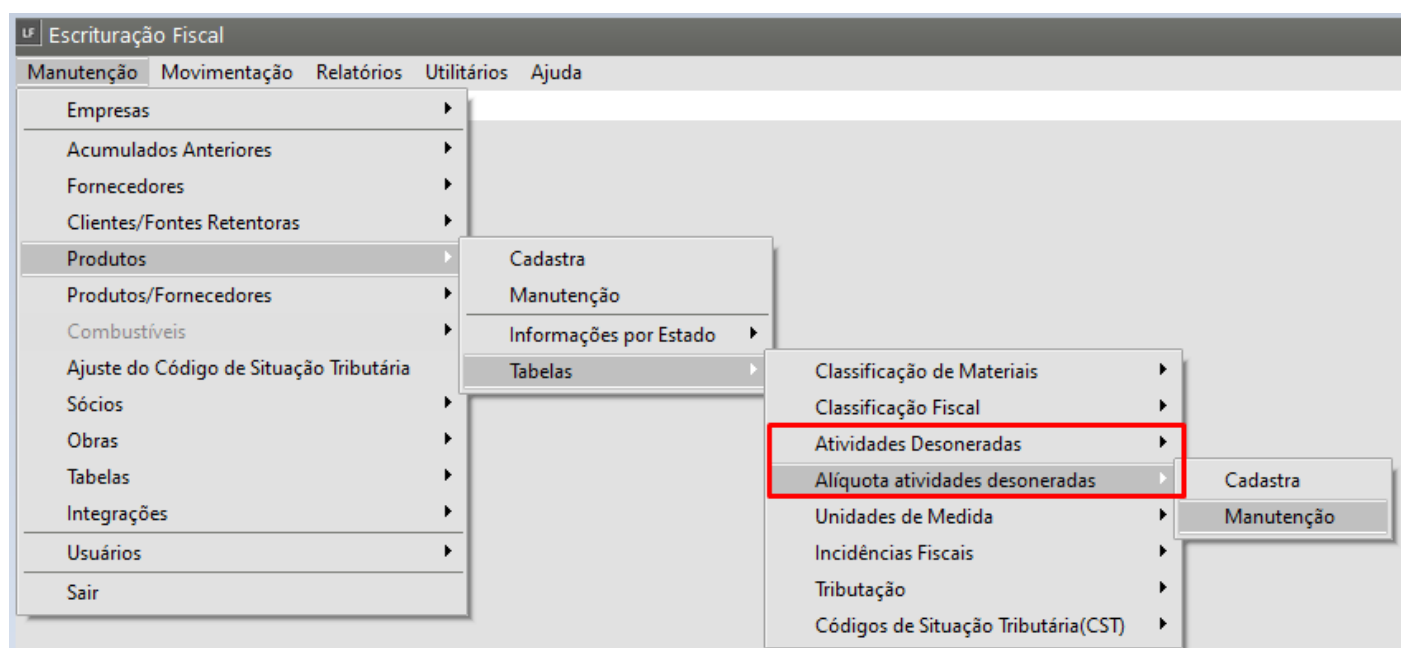 LF Escrituração Fiscal
Manutenção Movimentação Relatórios Utilitários Ajuda
Empresas
Acumulados Anteriores
Fornecedores
Clientes/Fontes Retentoras
Produtos
Produtos/Fornecedores
Combustíveis
Ajuste do Código de Situação Tributária
Sócios
Obras
Tabelas
Integrações
Usuários
Sair
Cadastra
Manutenção
Informações por Estado
Tabelas
Classificação de Materiais
Classificação Fiscal
Atividades Desoneradas
Alíquota atividades desoneradas
Unidades de Medida
Incidências Fiscais
Tributação
Códigos de Situação Tributária(CST)
Cadastra
Manutenção